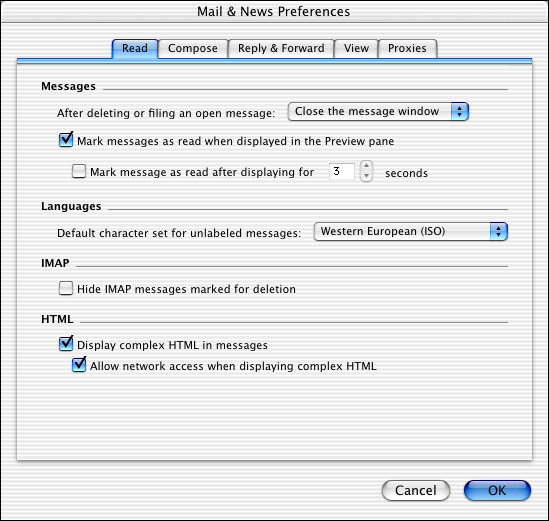 Mail & News Preferences
Read Compose Reply & Forward View Proxies
Messages
After deleting or filing an open message: Close the message window
Mark messages as read when displayed in the Preview pane
Mark message as read after displaying for 3 seconds
Languages
Default character set for unlabeled messages: Western European (ISO)
IMAP
Hide IMAP messages marked for deletion
HTML
Display complex HTML in messages
Allow network access when displaying complex HTML
Cancel OK